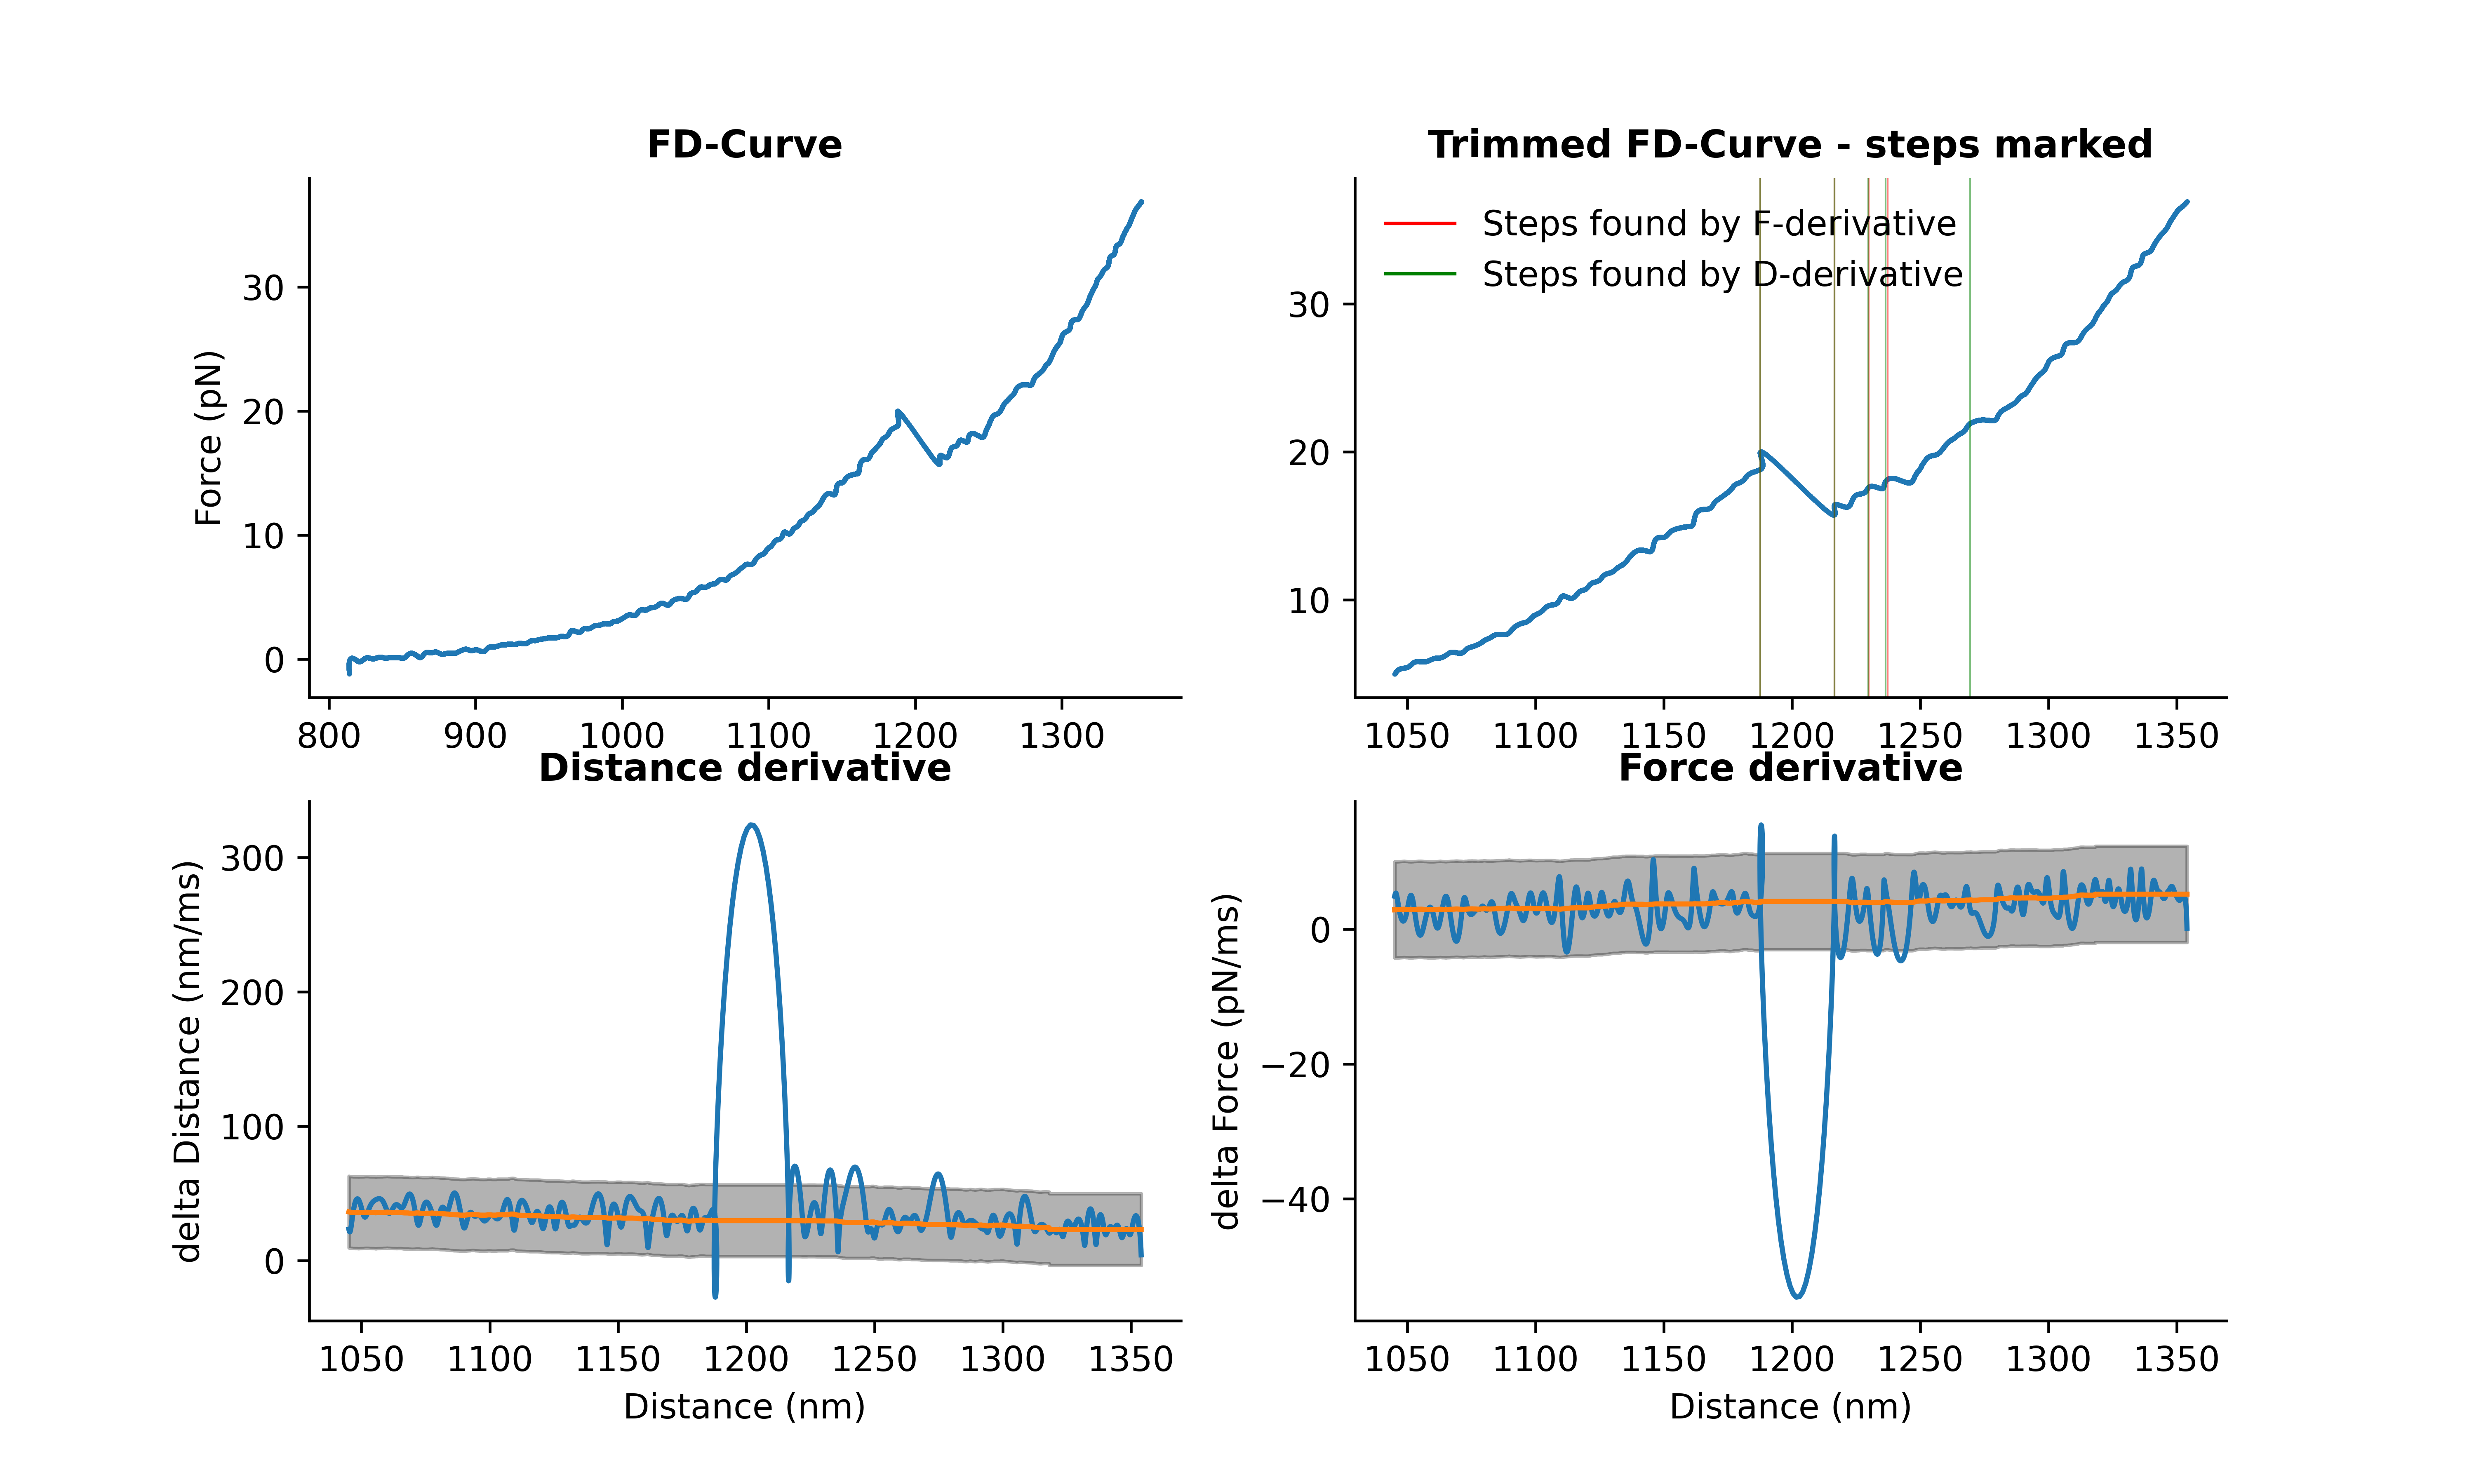 FD-Curve
Force (pN)
30
20
10
0
800 900 1000 1100 1200 1300
Trimmed FD-Curve - steps marked
Steps found by F-derivative
Steps found by D-derivative
30
20
10
1050 1100 1150 1200 1250 1300 1350
Distance derivative
delta Distance (nm/ms)
300
200
100
0
1050 1100 1150 1200 1250 1300 1350
Distance (nm)
Force derivative
delta Force (pN/ms)
0
−20
−40
1050 1100 1150 1200 1250 1300 1350
Distance (nm)